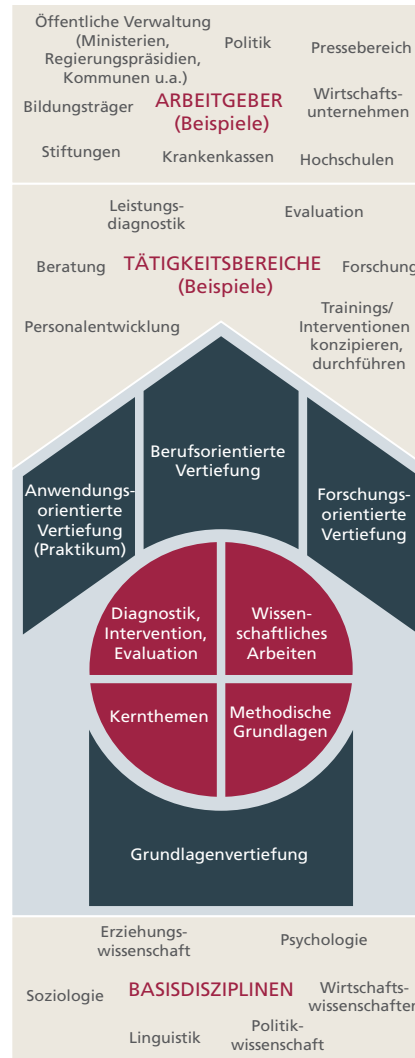 Öffentliche Verwaltung
(Ministerien,
Regierungspräsidien,
Kommunen u.a.)
Politik
Pressebereich
Bildungsträger
ARBEITGEBER
(Beispiele)
Wirtschafts-
unternehmen
Stiftungen
Krankenkassen
Hochschulen
Leistungs-
diagnostik
Evaluation
Beratung
TÄTIGKEITSBEREICHE
(Beispiele)
Forschung
Personalentwicklung
Trainings/
Interventionen
konzipieren,
durchführen
Berufsorientierte
Vertiefung
Anwendungs-
orientierte
Vertiefung
(Praktikum)
Forschungs-
orientierte
Vertiefung
Diagnostik,
Intervention,
Evaluation
Wissen-
schaftliches
Arbeiten
Kernthemen
Methodische
Grundlagen
Grundlagenvertiefung
Erziehungs-
wissenschaft
Psychologie
Soziologie
BASISDISZIPLINEN
Wirtschafts-
wissenschaften
Linguistik
Politik-
wissenschaft